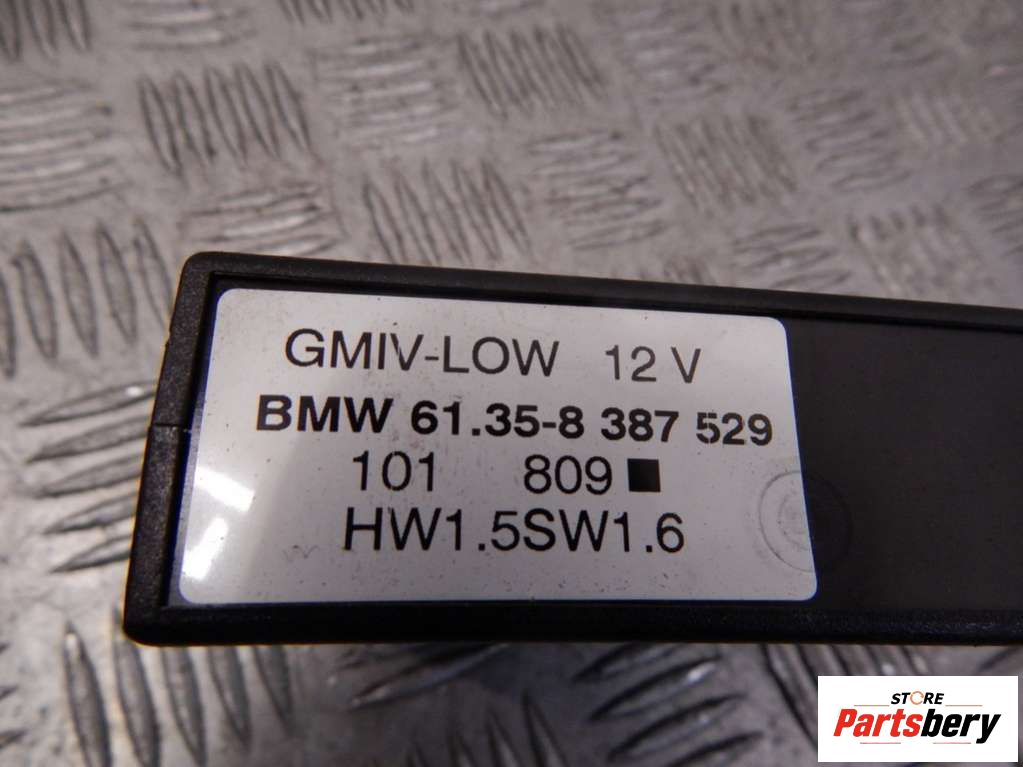 GMIV-LOW 12 V
BMW 61.35-8 387 529
101 809■
HW1.5SW1.6
STORE
Partsbery